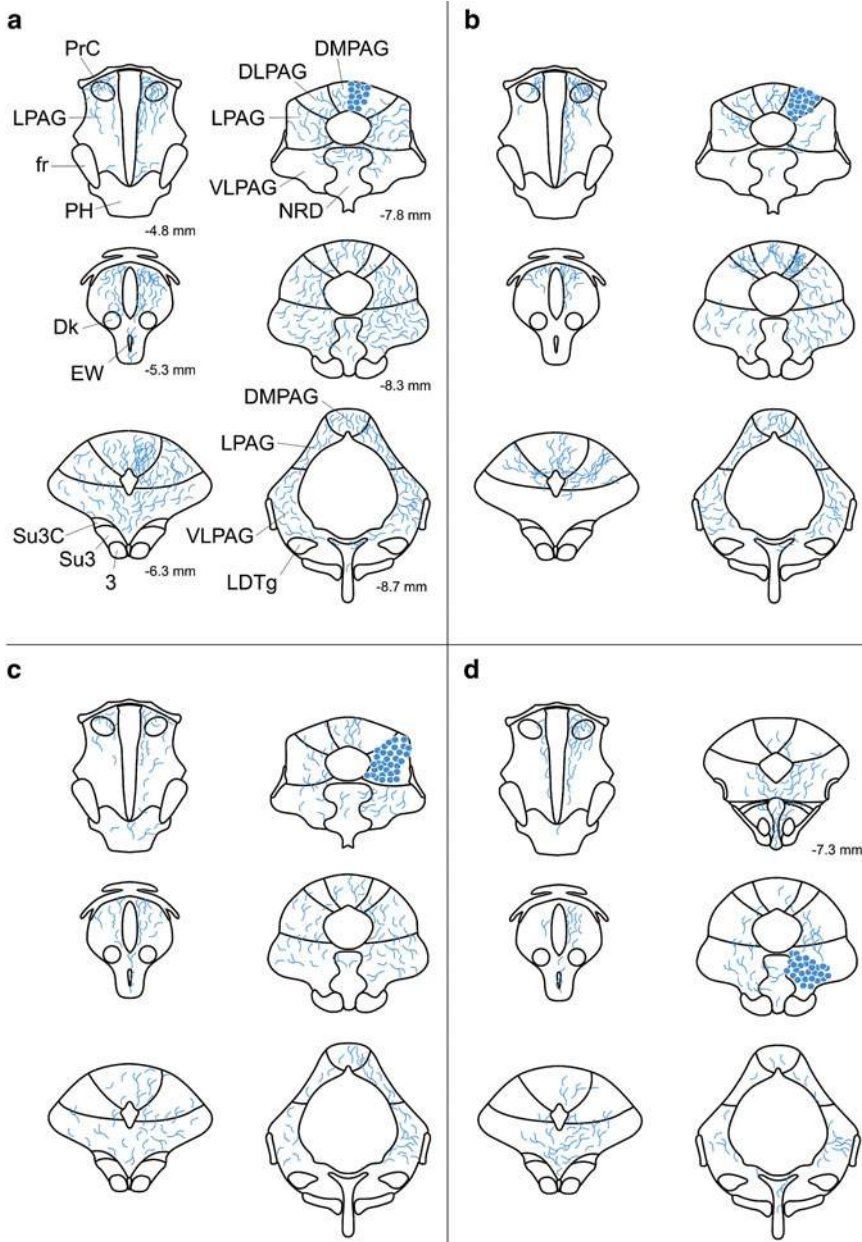 a
PrC
LPAG
fr
PH
-4.8 mm
DMPAG
DLPAG
LPAG
VLPAG
NRD
-7.8 mm
Dk
EW
-5.3 mm
-8.3 mm
Su3C
Su3
3
-6.3 mm
DMPAG
LPAG
VLPAG
LDTg
-8.7 mm
b
c
d
-7.3 mm